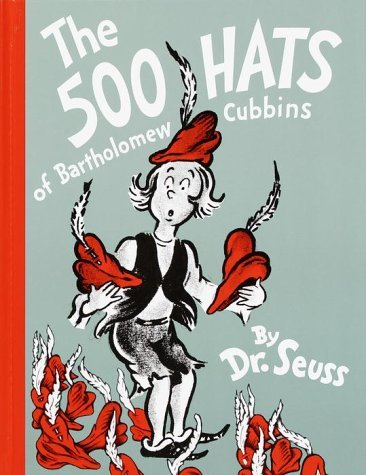 The
500 HATS
of Bartholomew Cubbins
By
Dr. Seuss